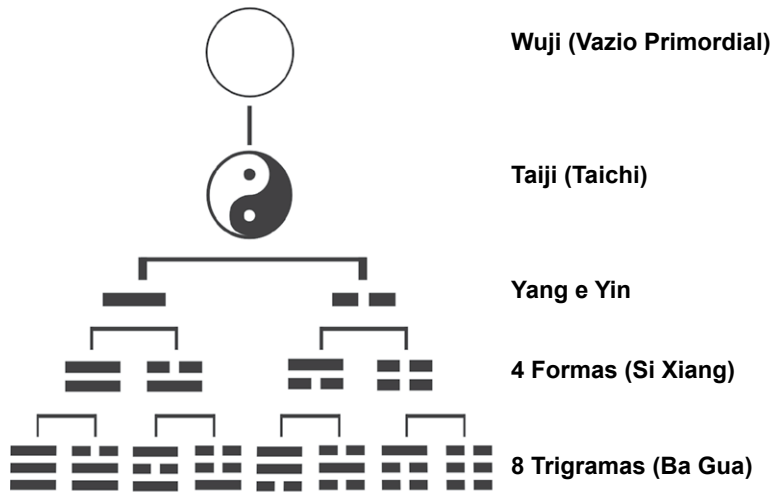 Wuji (Vazio Primordial)
Taiji (Taichi)
Yang e Yin
4 Formas (Si Xiang)
8 Trigramas (Ba Gua)